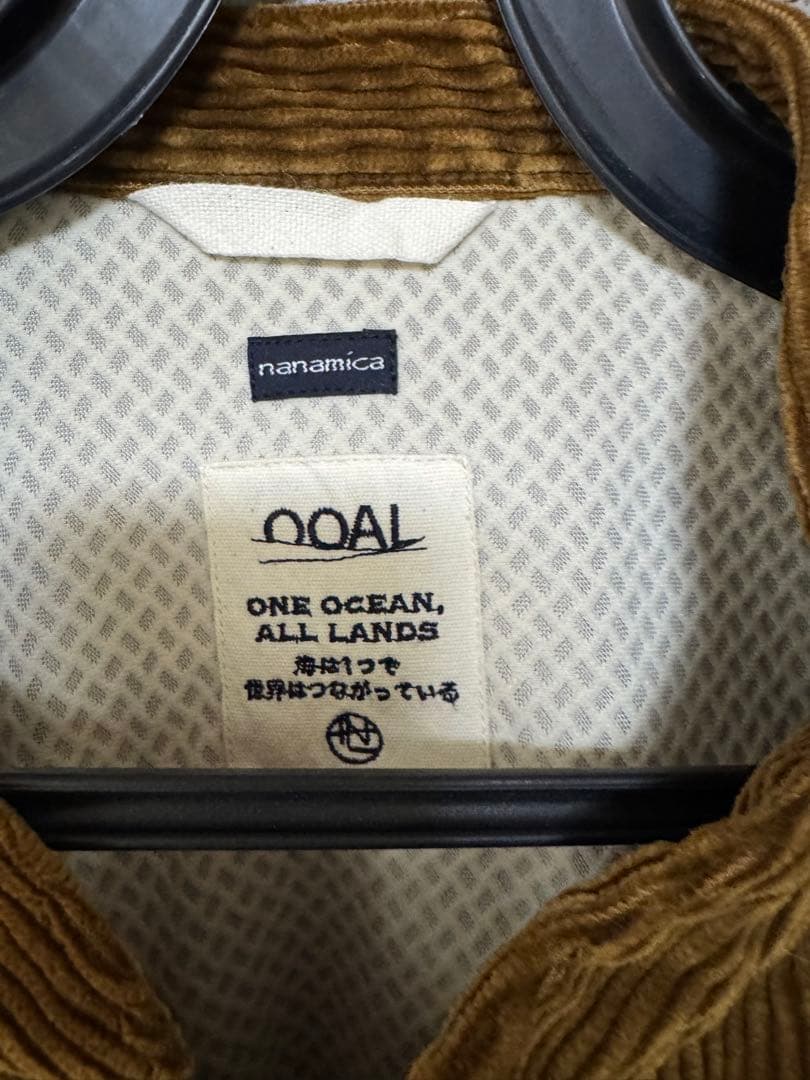 nanamica
OOAL
ONE OCEAN,
ALL LANDS
海は1つで
世界はつながっている